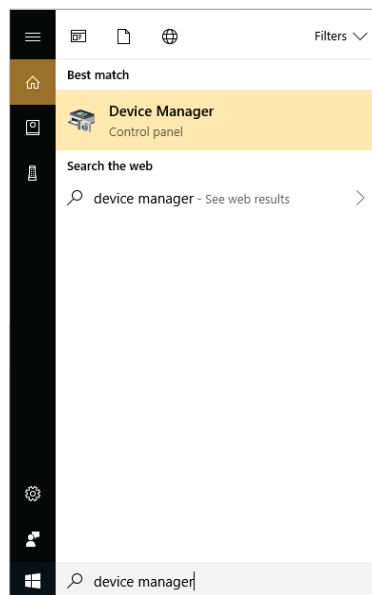 Filters
Best match
Device Manager
Control panel
Search the web
device manager - See web results
device manager